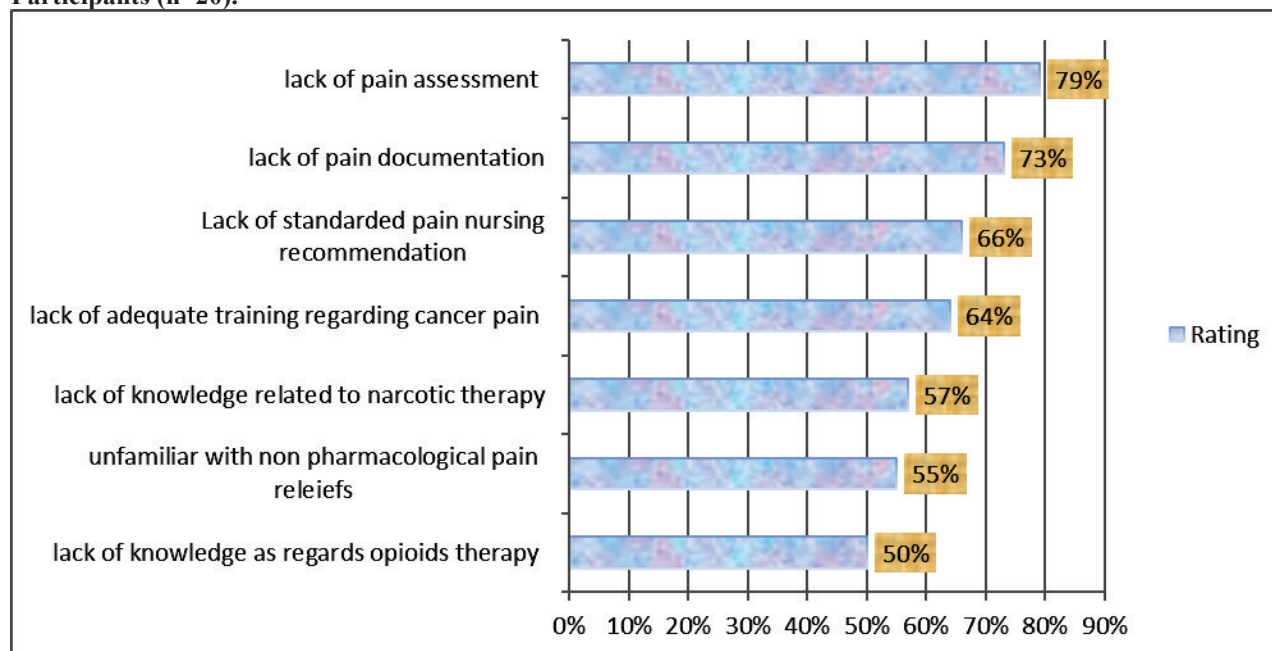 Participants (n=20).
lack of pain assessment
79%
lack of pain documentation
73%
Lack of standarded pain nursing
recommendation
66%
lack of adequate training regarding cancer pain
64%
Rating
lack of knowledge related to narcotic therapy
57%
unfamiliar with non pharmacological pain
releiefs
55%
lack of knowledge as regards opioids therapy
50%
0% 10% 20% 30% 40% 50% 60% 70% 80% 90%